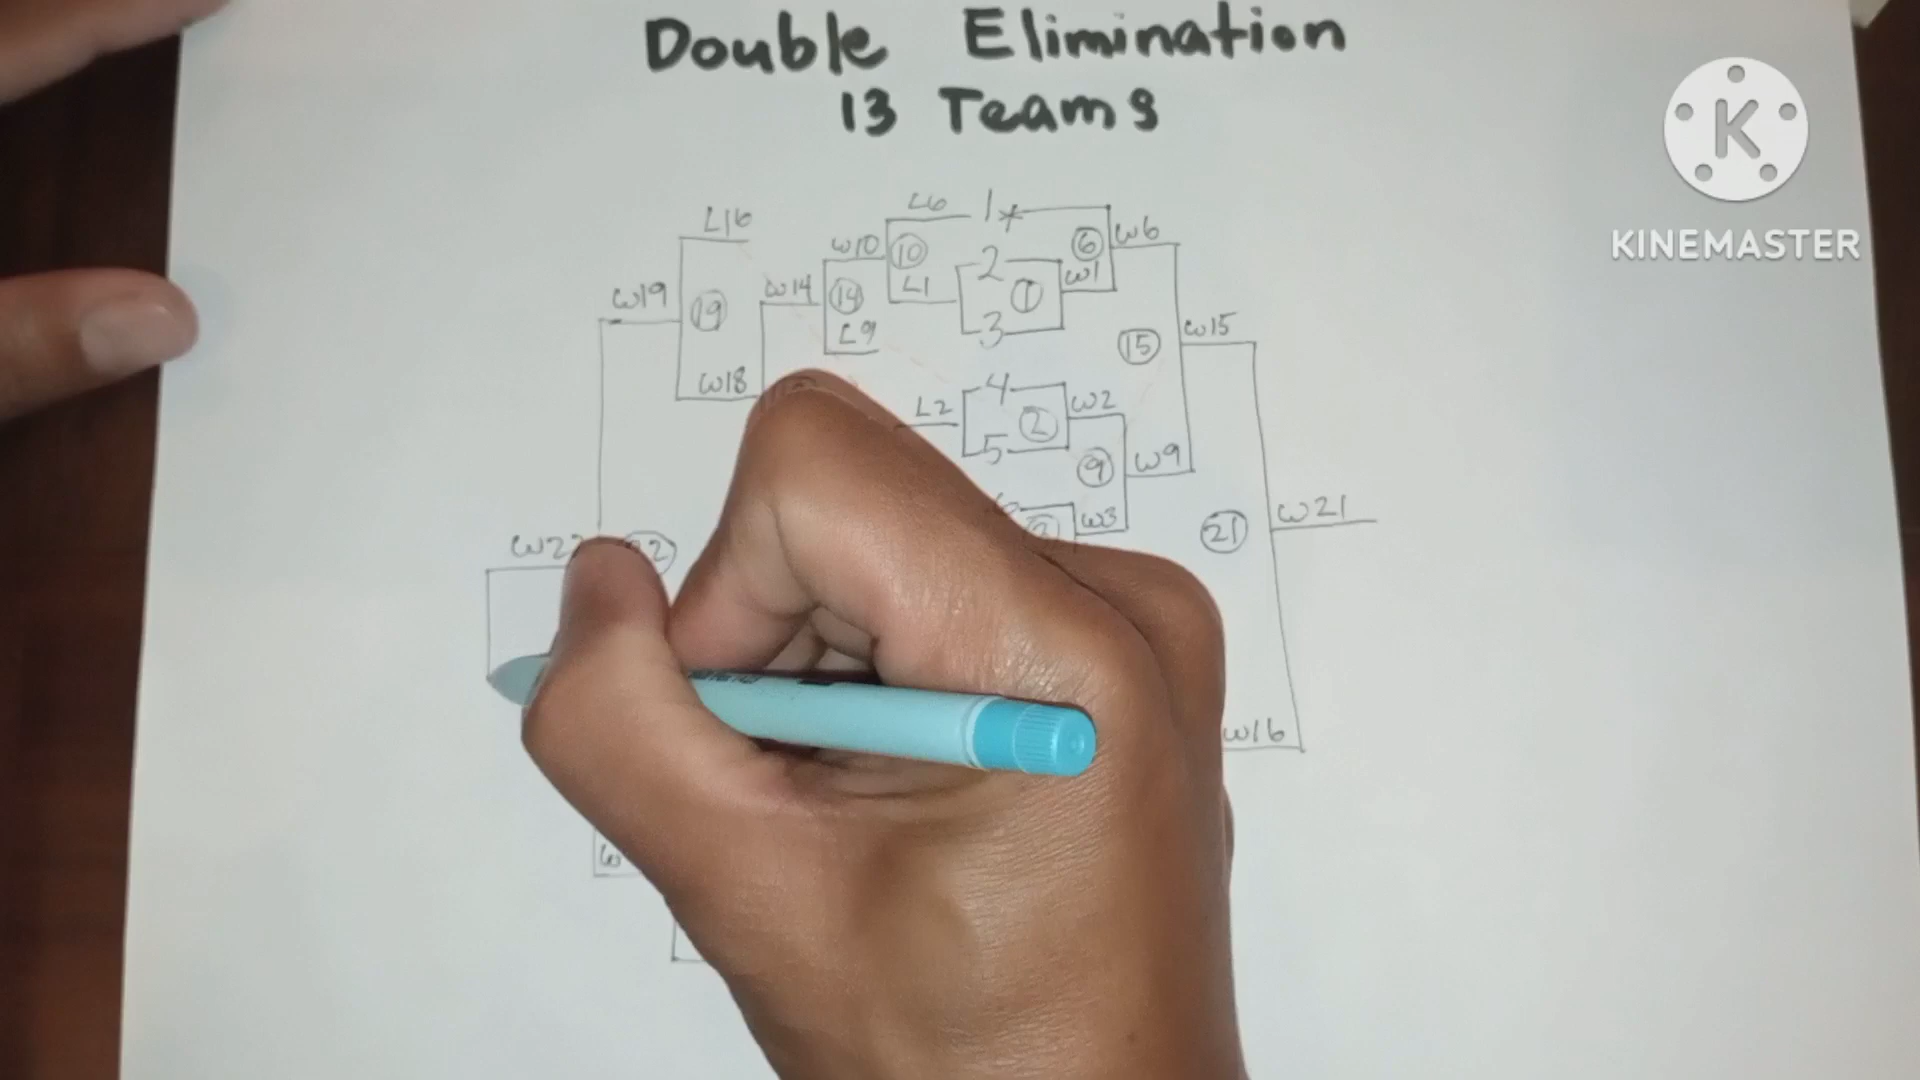 Double Elimination
13 Teams
KINEMASTER
L6 1*
L16
W10 10 6 W6
2
L1 1 W1
W14 14
W19 19
3
L9
15 W15
W18
4
L2 2 W2
5
9 W9
W3
21 W21
W22
W16